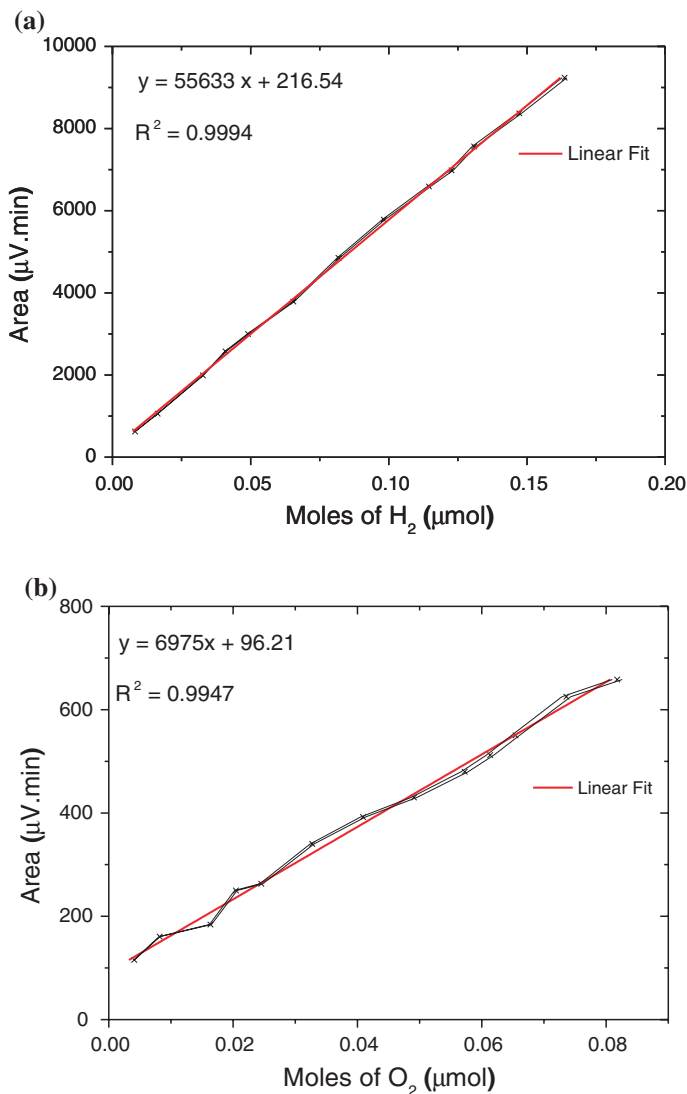 (a)
10000
8000
6000
4000
2000
0
y = 55633 x + 216.54
R² = 0.9994
Linear Fit
Area (μV.min)
0.00 0.05 0.10 0.15 0.20
Moles of H₂ (μmol)
(b)
800
600
400
200
0
y = 6975x + 96.21
R² = 0.9947
Linear Fit
Area (μV.min)
0.00 0.02 0.04 0.06 0.08
Moles of O₂ (μmol)